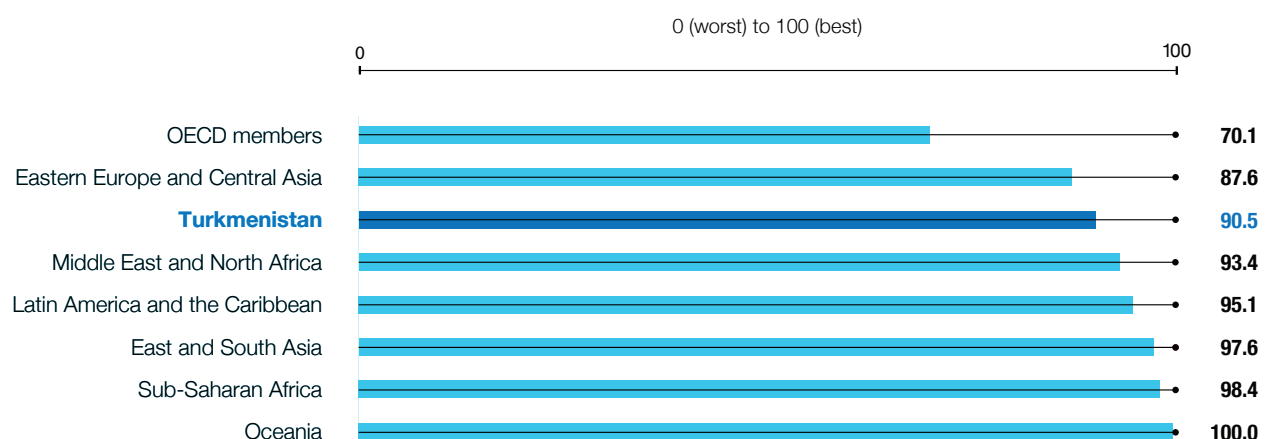 0 (worst) to 100 (best)
0 100
OECD members 70.1
Eastern Europe and Central Asia 87.6
Turkmenistan 90.5
Middle East and North Africa 93.4
Latin America and the Caribbean 95.1
East and South Asia 97.6
Sub-Saharan Africa 98.4
Oceania 100.0